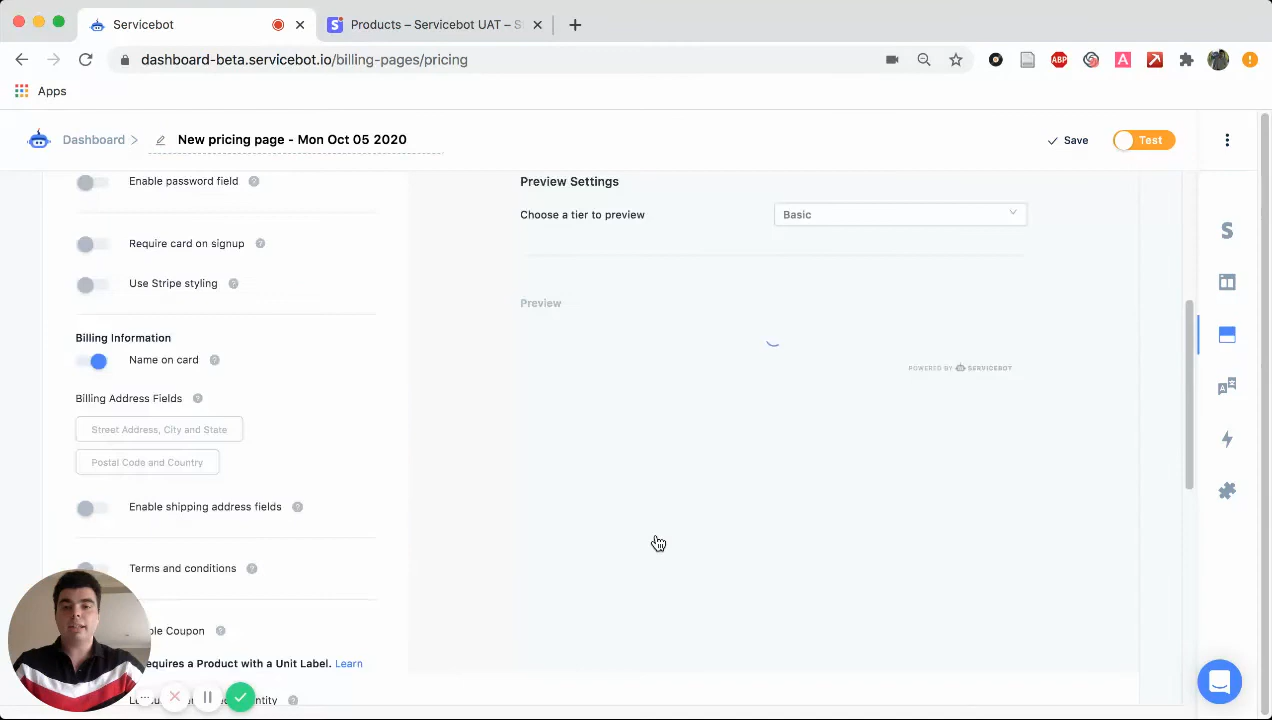 Servicebot
Products – Servicebot UAT – S
dashboard-beta.servicebot.io/billing-pages/pricing
ABP
A
Apps
Dashboard > New pricing page - Mon Oct 05 2020
Save
Test
Enable password field
Require card on signup
Use Stripe styling
Billing Information
Name on card
Billing Address Fields
Street Address, City and State
Postal Code and Country
Enable shipping address fields
Terms and conditions
Coupon
equires a Product with a Unit Label. Learn
Preview Settings
Choose a tier to preview
Basic
Preview
POWERED BY SERVICEBOT
S